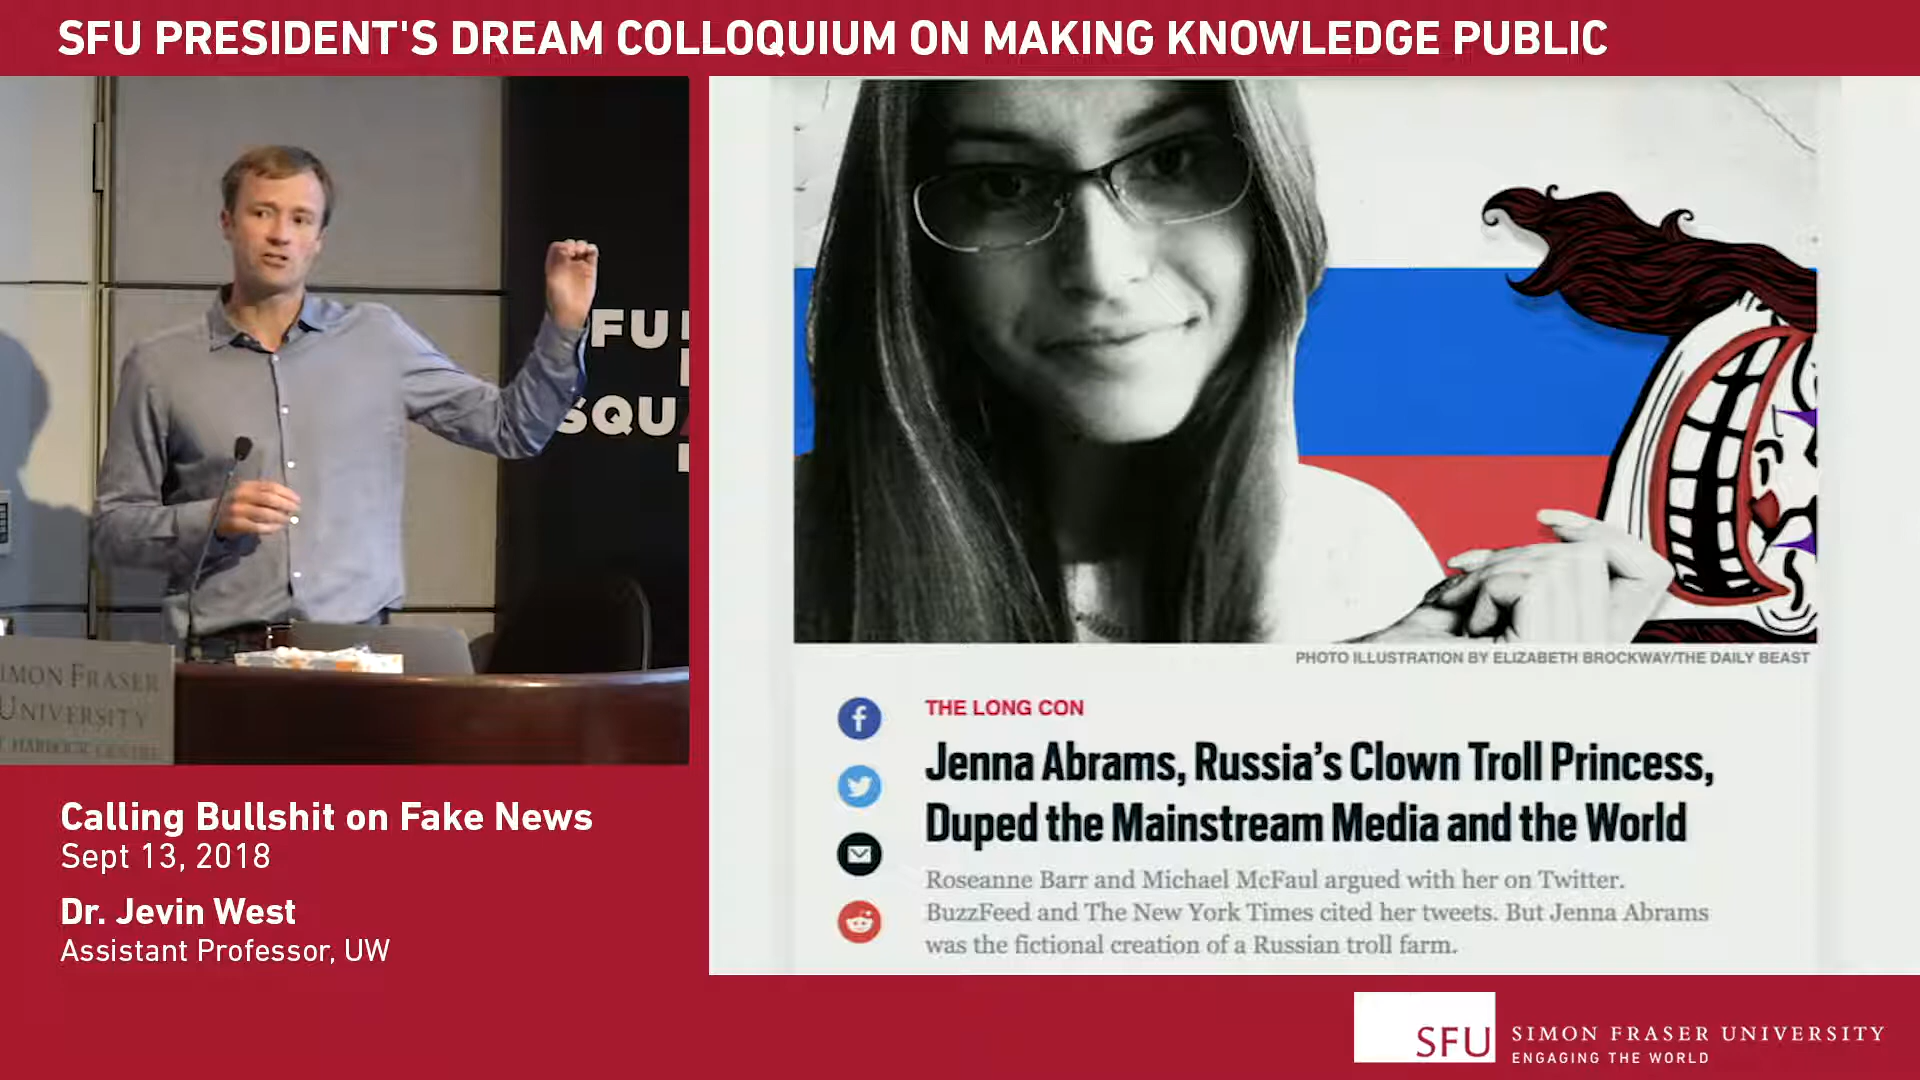 SFU PRESIDENT'S DREAM COLLOQUIUM ON MAKING KNOWLEDGE PUBLIC
FU
SQU
SIMON FRASER
UNIVERSITY
HARBOUR CENTRE
Calling Bullshit on Fake News
Sept 13, 2018
Dr. Jevin West
Assistant Professor, UW
PHOTO ILLUSTRATION BY ELIZABETH BROCKWAY/THE DAILY BEAST
THE LONG CON
Jenna Abrams, Russia's Clown Troll Princess,
Duped the Mainstream Media and the World
Roseanne Barr and Michael McFaul argued with her on Twitter.
BuzzFeed and The New York Times cited her tweets. But Jenna Abrams
was the fictional creation of a Russian troll farm.
SFU SIMON FRASER UNIVERSITY
ENGAGING THE WORLD